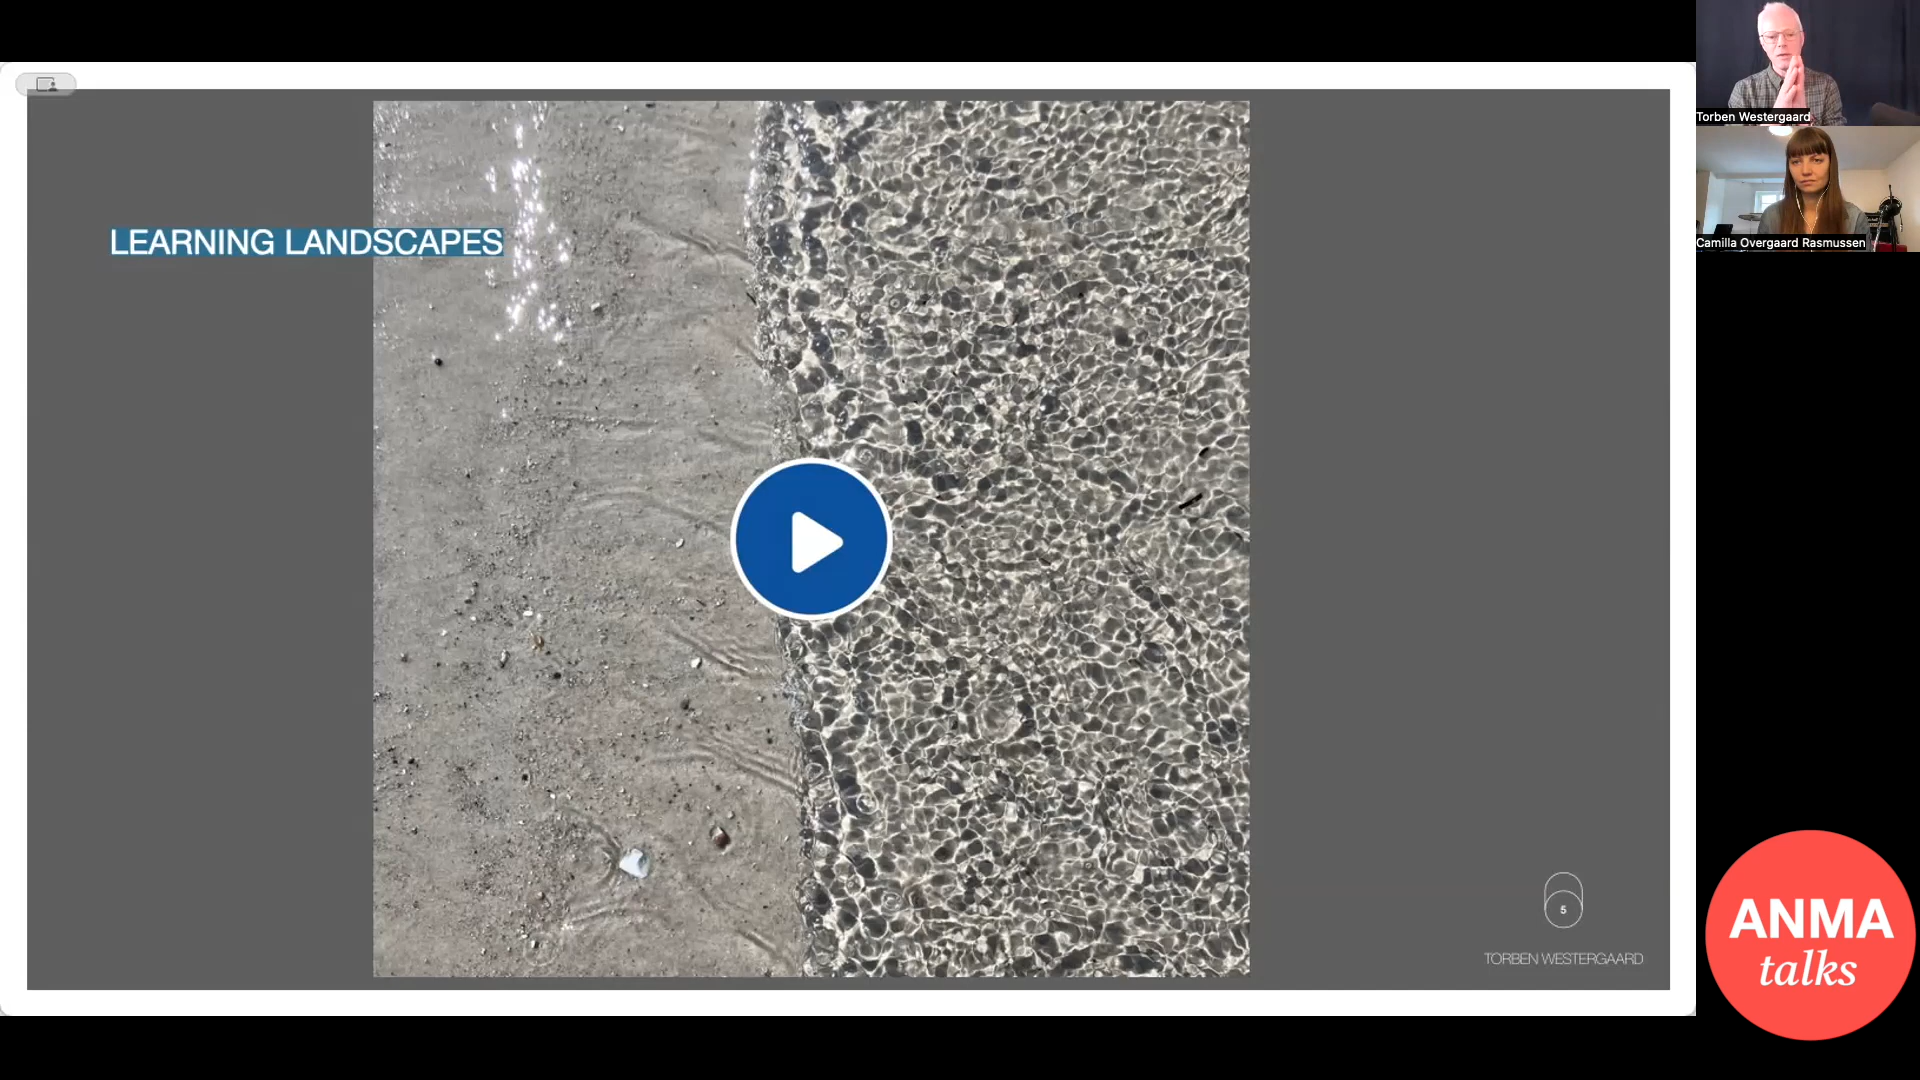 LEARNING LANDSCAPES
5
TORBEN WESTERGAARD
Torben Westergaard
Camilla Overgaard Rasmussen
ANMA
talks